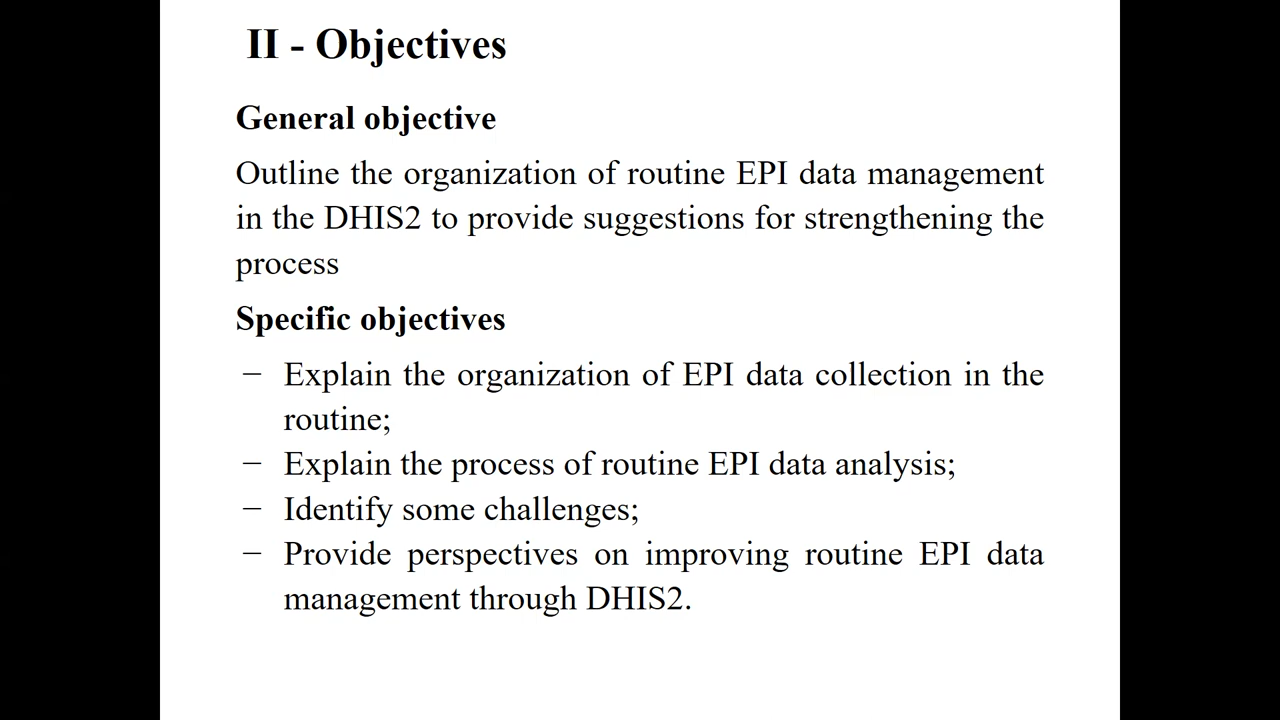 II - Objectives
General objective
Outline the organization of routine EPI data management
in the DHIS2 to provide suggestions for strengthening the
process
Specific objectives
– Explain the organization of EPI data collection in the
routine;
– Explain the process of routine EPI data analysis;
– Identify some challenges;
– Provide perspectives on improving routine EPI data
management through DHIS2.